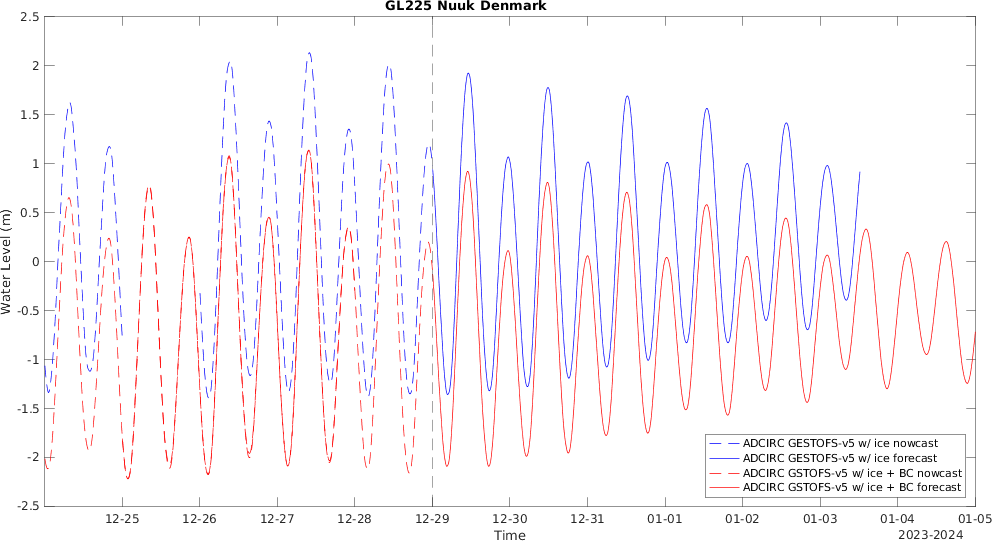 GL225 Nuuk Denmark
2.5
2
1.5
1
0.5
0
-0.5
-1
-1.5
-2
-2.5
Water Level (m)
ADCIRC GESTOFS-v5 w/ ice nowcast
ADCIRC GESTOFS-v5 w/ ice forecast
ADCIRC GSTOFS-v5 w/ ice + BC nowcast
ADCIRC GSTOFS-v5 w/ ice + BC forecast
12-25 12-26 12-27 12-28 12-29 12-30 12-31 01-01 01-02 01-03 01-04 01-05
Time
2023-2024